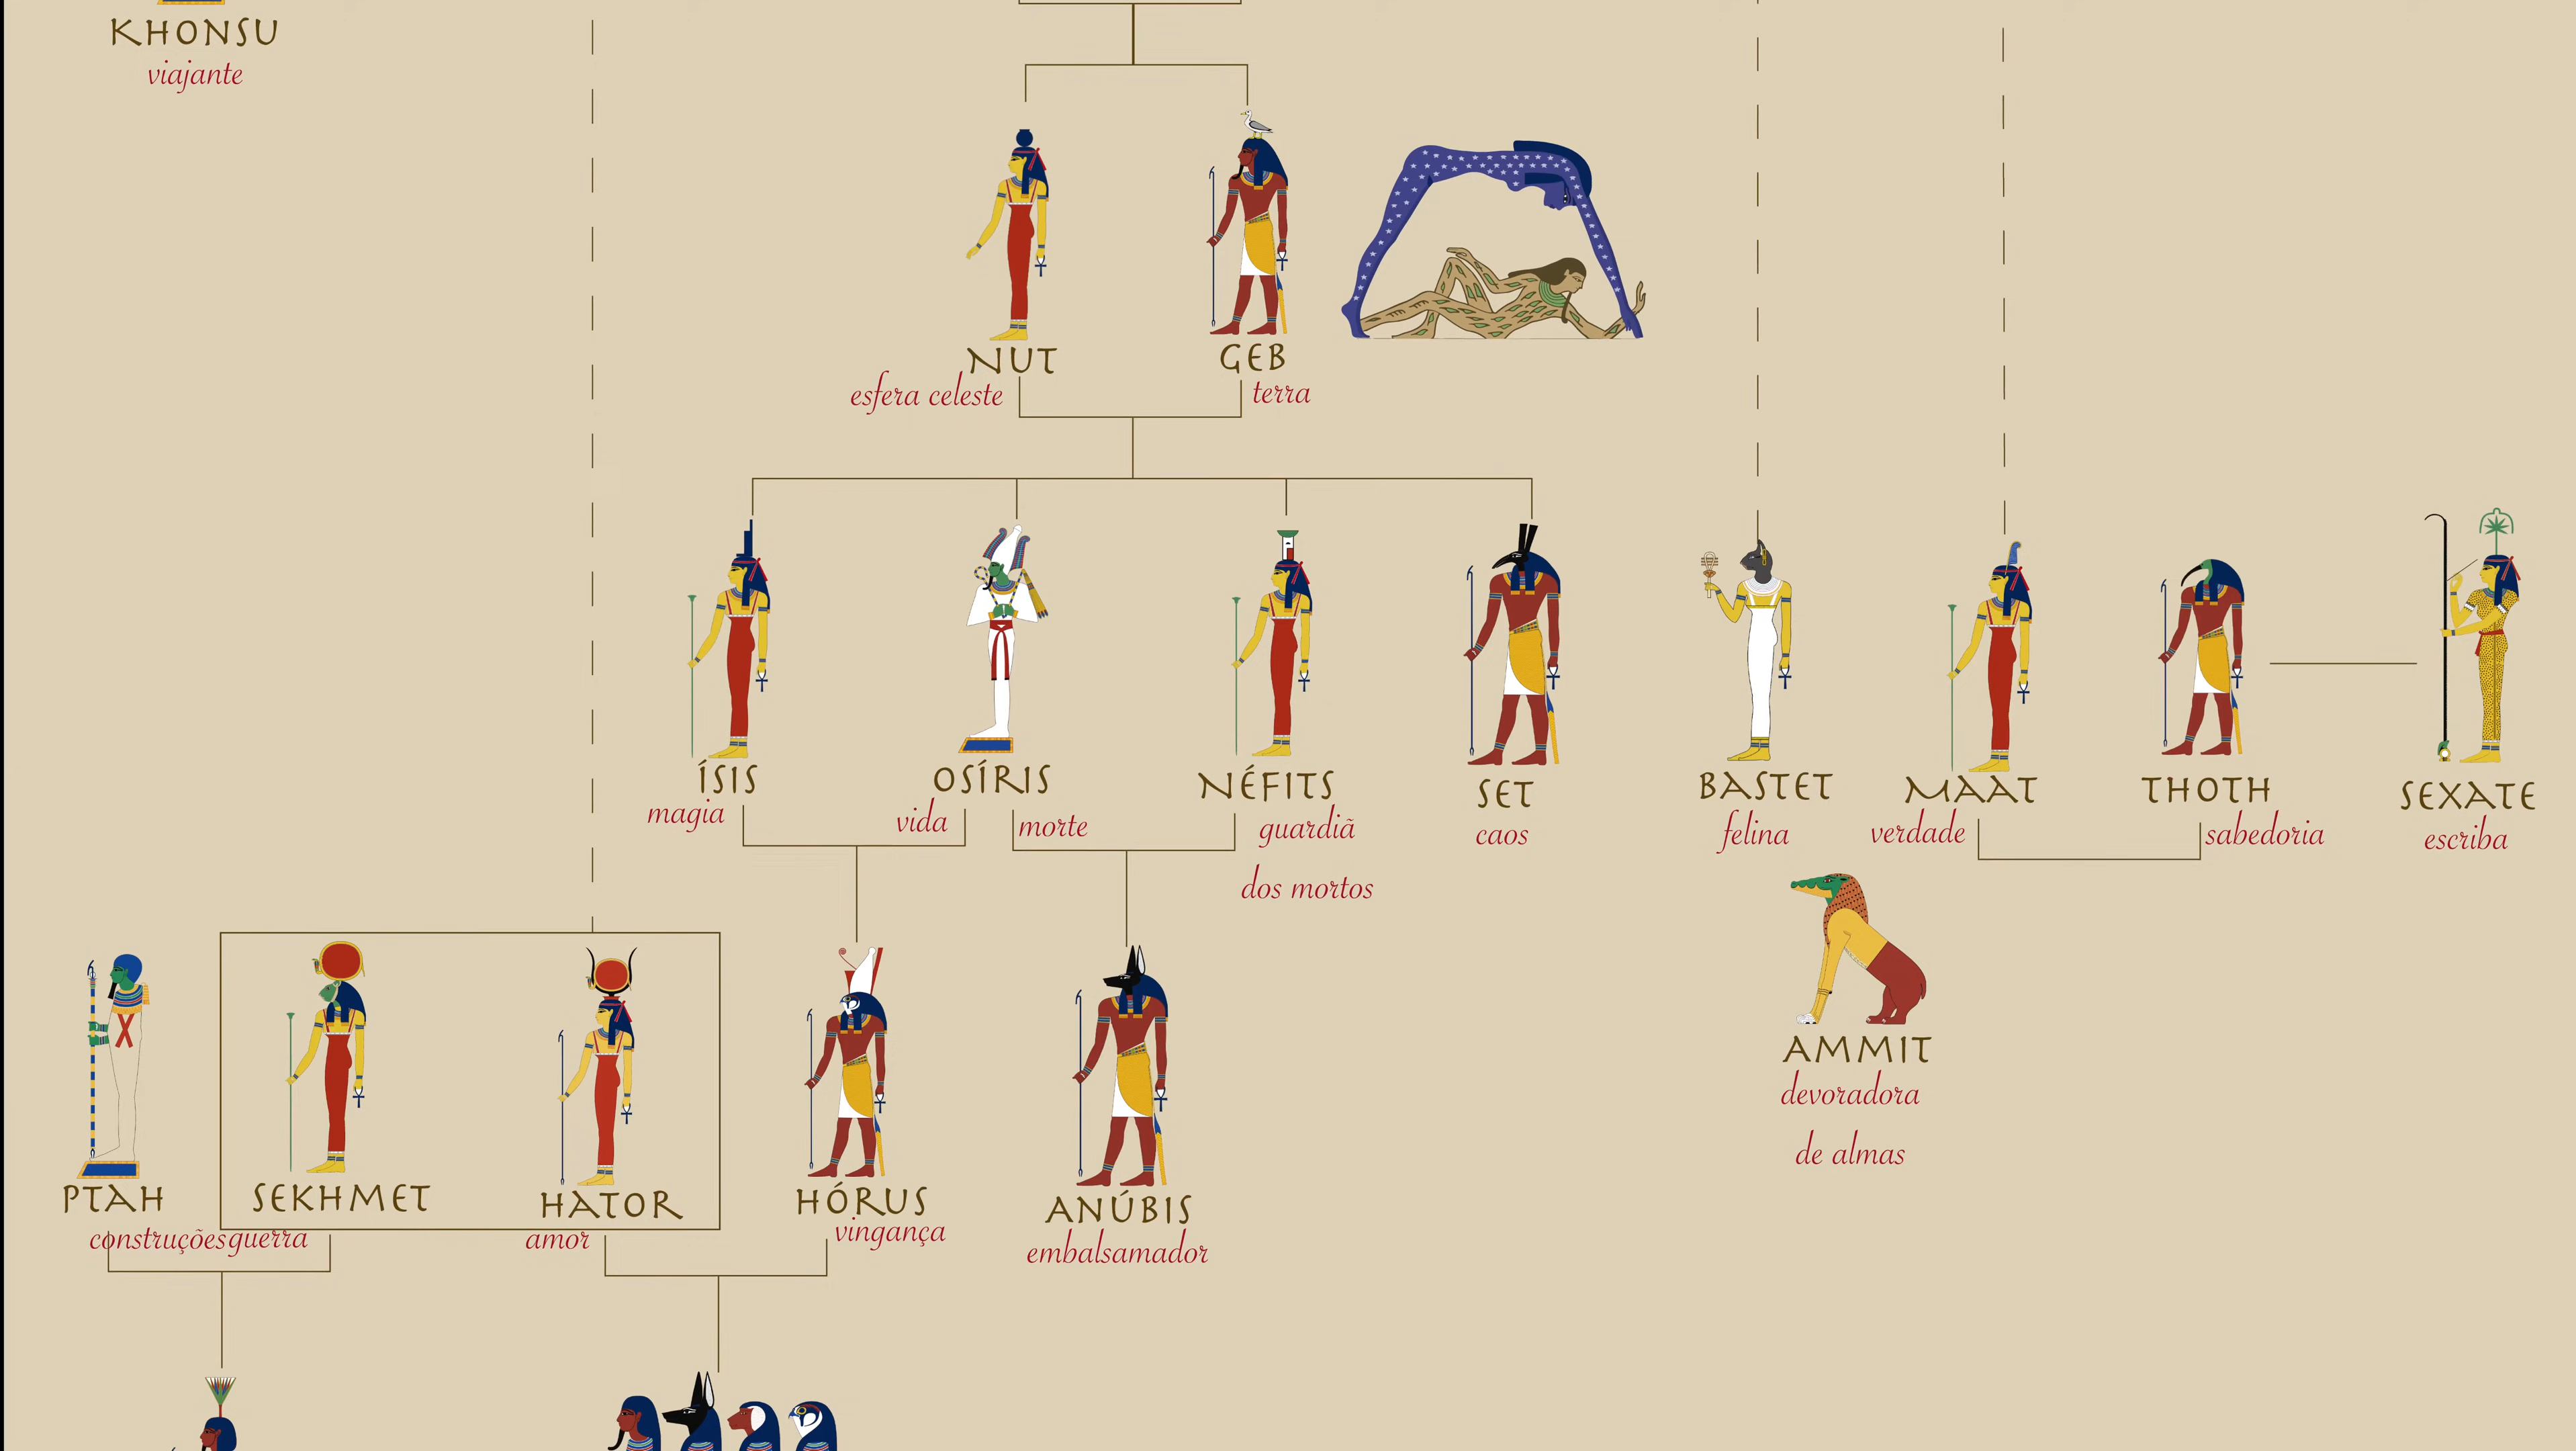 KHONSU
viajante
NUT
GEB
esfera celeste
terra
ÍSIS
OSÍRIS
NÉFITS
SET
BASTET
MAAT
THOTH
SEXATE
magia
vida
morte
guardiã
dos mortos
caos
felina
verdade
sabedoria
escriba
AMMIT
devoradora
de almas
PTAH
SEKHMET
HATOR
HÓRUS
ANÚBIS
construções
guerra
amor
vingança
embalsamador